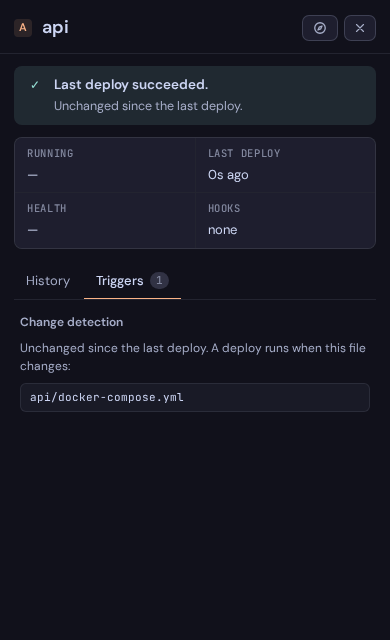 A api
✓ Last deploy succeeded.
Unchanged since the last deploy.
RUNNING
—
LAST DEPLOY
0s ago
HEALTH
—
HOOKS
none
History Triggers 1
Change detection
Unchanged since the last deploy. A deploy runs when this file
changes:
api/docker-compose.yml